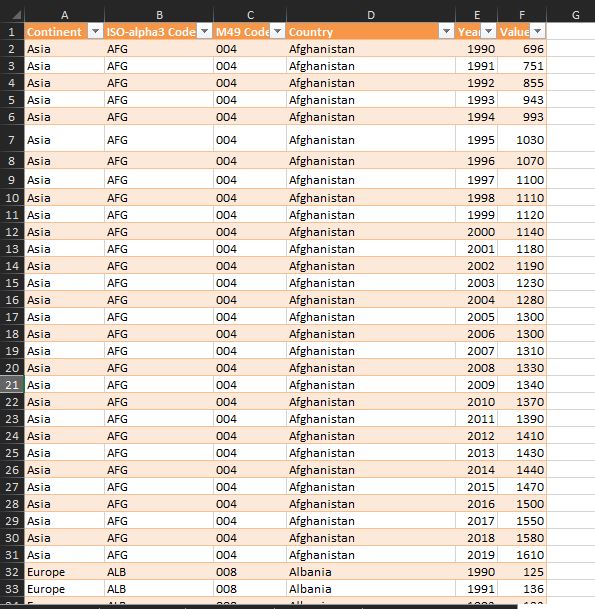 A B C D E F G
1 Continent ISO-alpha3 Code M49 Code Country Year Value
2 Asia AFG 004 Afghanistan 1990 696
3 Asia AFG 004 Afghanistan 1991 751
4 Asia AFG 004 Afghanistan 1992 855
5 Asia AFG 004 Afghanistan 1993 943
6 Asia AFG 004 Afghanistan 1994 993
7 Asia AFG 004 Afghanistan 1995 1030
8 Asia AFG 004 Afghanistan 1996 1070
9 Asia AFG 004 Afghanistan 1997 1100
10 Asia AFG 004 Afghanistan 1998 1110
11 Asia AFG 004 Afghanistan 1999 1120
12 Asia AFG 004 Afghanistan 2000 1140
13 Asia AFG 004 Afghanistan 2001 1180
14 Asia AFG 004 Afghanistan 2002 1190
15 Asia AFG 004 Afghanistan 2003 1230
16 Asia AFG 004 Afghanistan 2004 1280
17 Asia AFG 004 Afghanistan 2005 1300
18 Asia AFG 004 Afghanistan 2006 1300
19 Asia AFG 004 Afghanistan 2007 1310
20 Asia AFG 004 Afghanistan 2008 1330
21 Asia AFG 004 Afghanistan 2009 1340
22 Asia AFG 004 Afghanistan 2010 1370
23 Asia AFG 004 Afghanistan 2011 1390
24 Asia AFG 004 Afghanistan 2012 1410
25 Asia AFG 004 Afghanistan 2013 1430
26 Asia AFG 004 Afghanistan 2014 1440
27 Asia AFG 004 Afghanistan 2015 1470
28 Asia AFG 004 Afghanistan 2016 1500
29 Asia AFG 004 Afghanistan 2017 1550
30 Asia AFG 004 Afghanistan 2018 1580
31 Asia AFG 004 Afghanistan 2019 1610
32 Europe ALB 008 Albania 1990 125
33 Europe ALB 008 Albania 1991 136